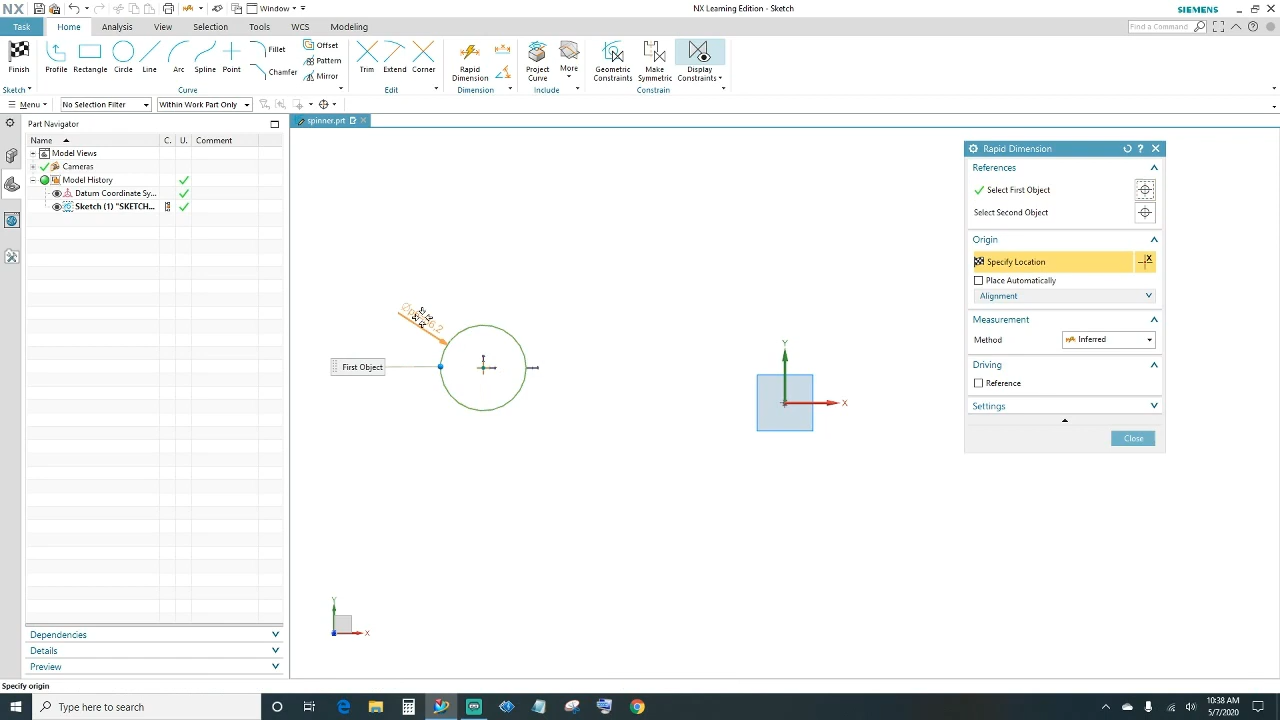 NX
Window
NX Learning Edition - Sketch
SIEMENS
Task
Home
Analysis
View
Selection
Tools
WCS
Modeling
Find a Command
Finish
Profile
Rectangle
Circle
Line
Arc
Spline
Point
Fillet
Chamfer
Offset
Pattern
Mirror
Trim
Extend
Corner
Rapid Dimension
Project Curve
More
Geometric Constraints
Make Symmetric
Display Constraints
Sketch
Curve
Edit
Dimension
Include
Constrain
Menu
No Selection Filter
Within Work Part Only
Part Navigator
spinner.prt
Name
C.
U.
Comment
Model Views
Cameras
Model History
Datum Coordinate Sy...
Sketch (1) "SKETCH...
Rapid Dimension
References
Select First Object
Select Second Object
Origin
Specify Location
Place Automatically
Alignment
Measurement
Method
Inferred
Driving
Reference
Settings
Close
First Object
Y
X
Y
X
Dependencies
Details
Preview
Specify origin
Type here to search
10:38 AM
5/7/2020